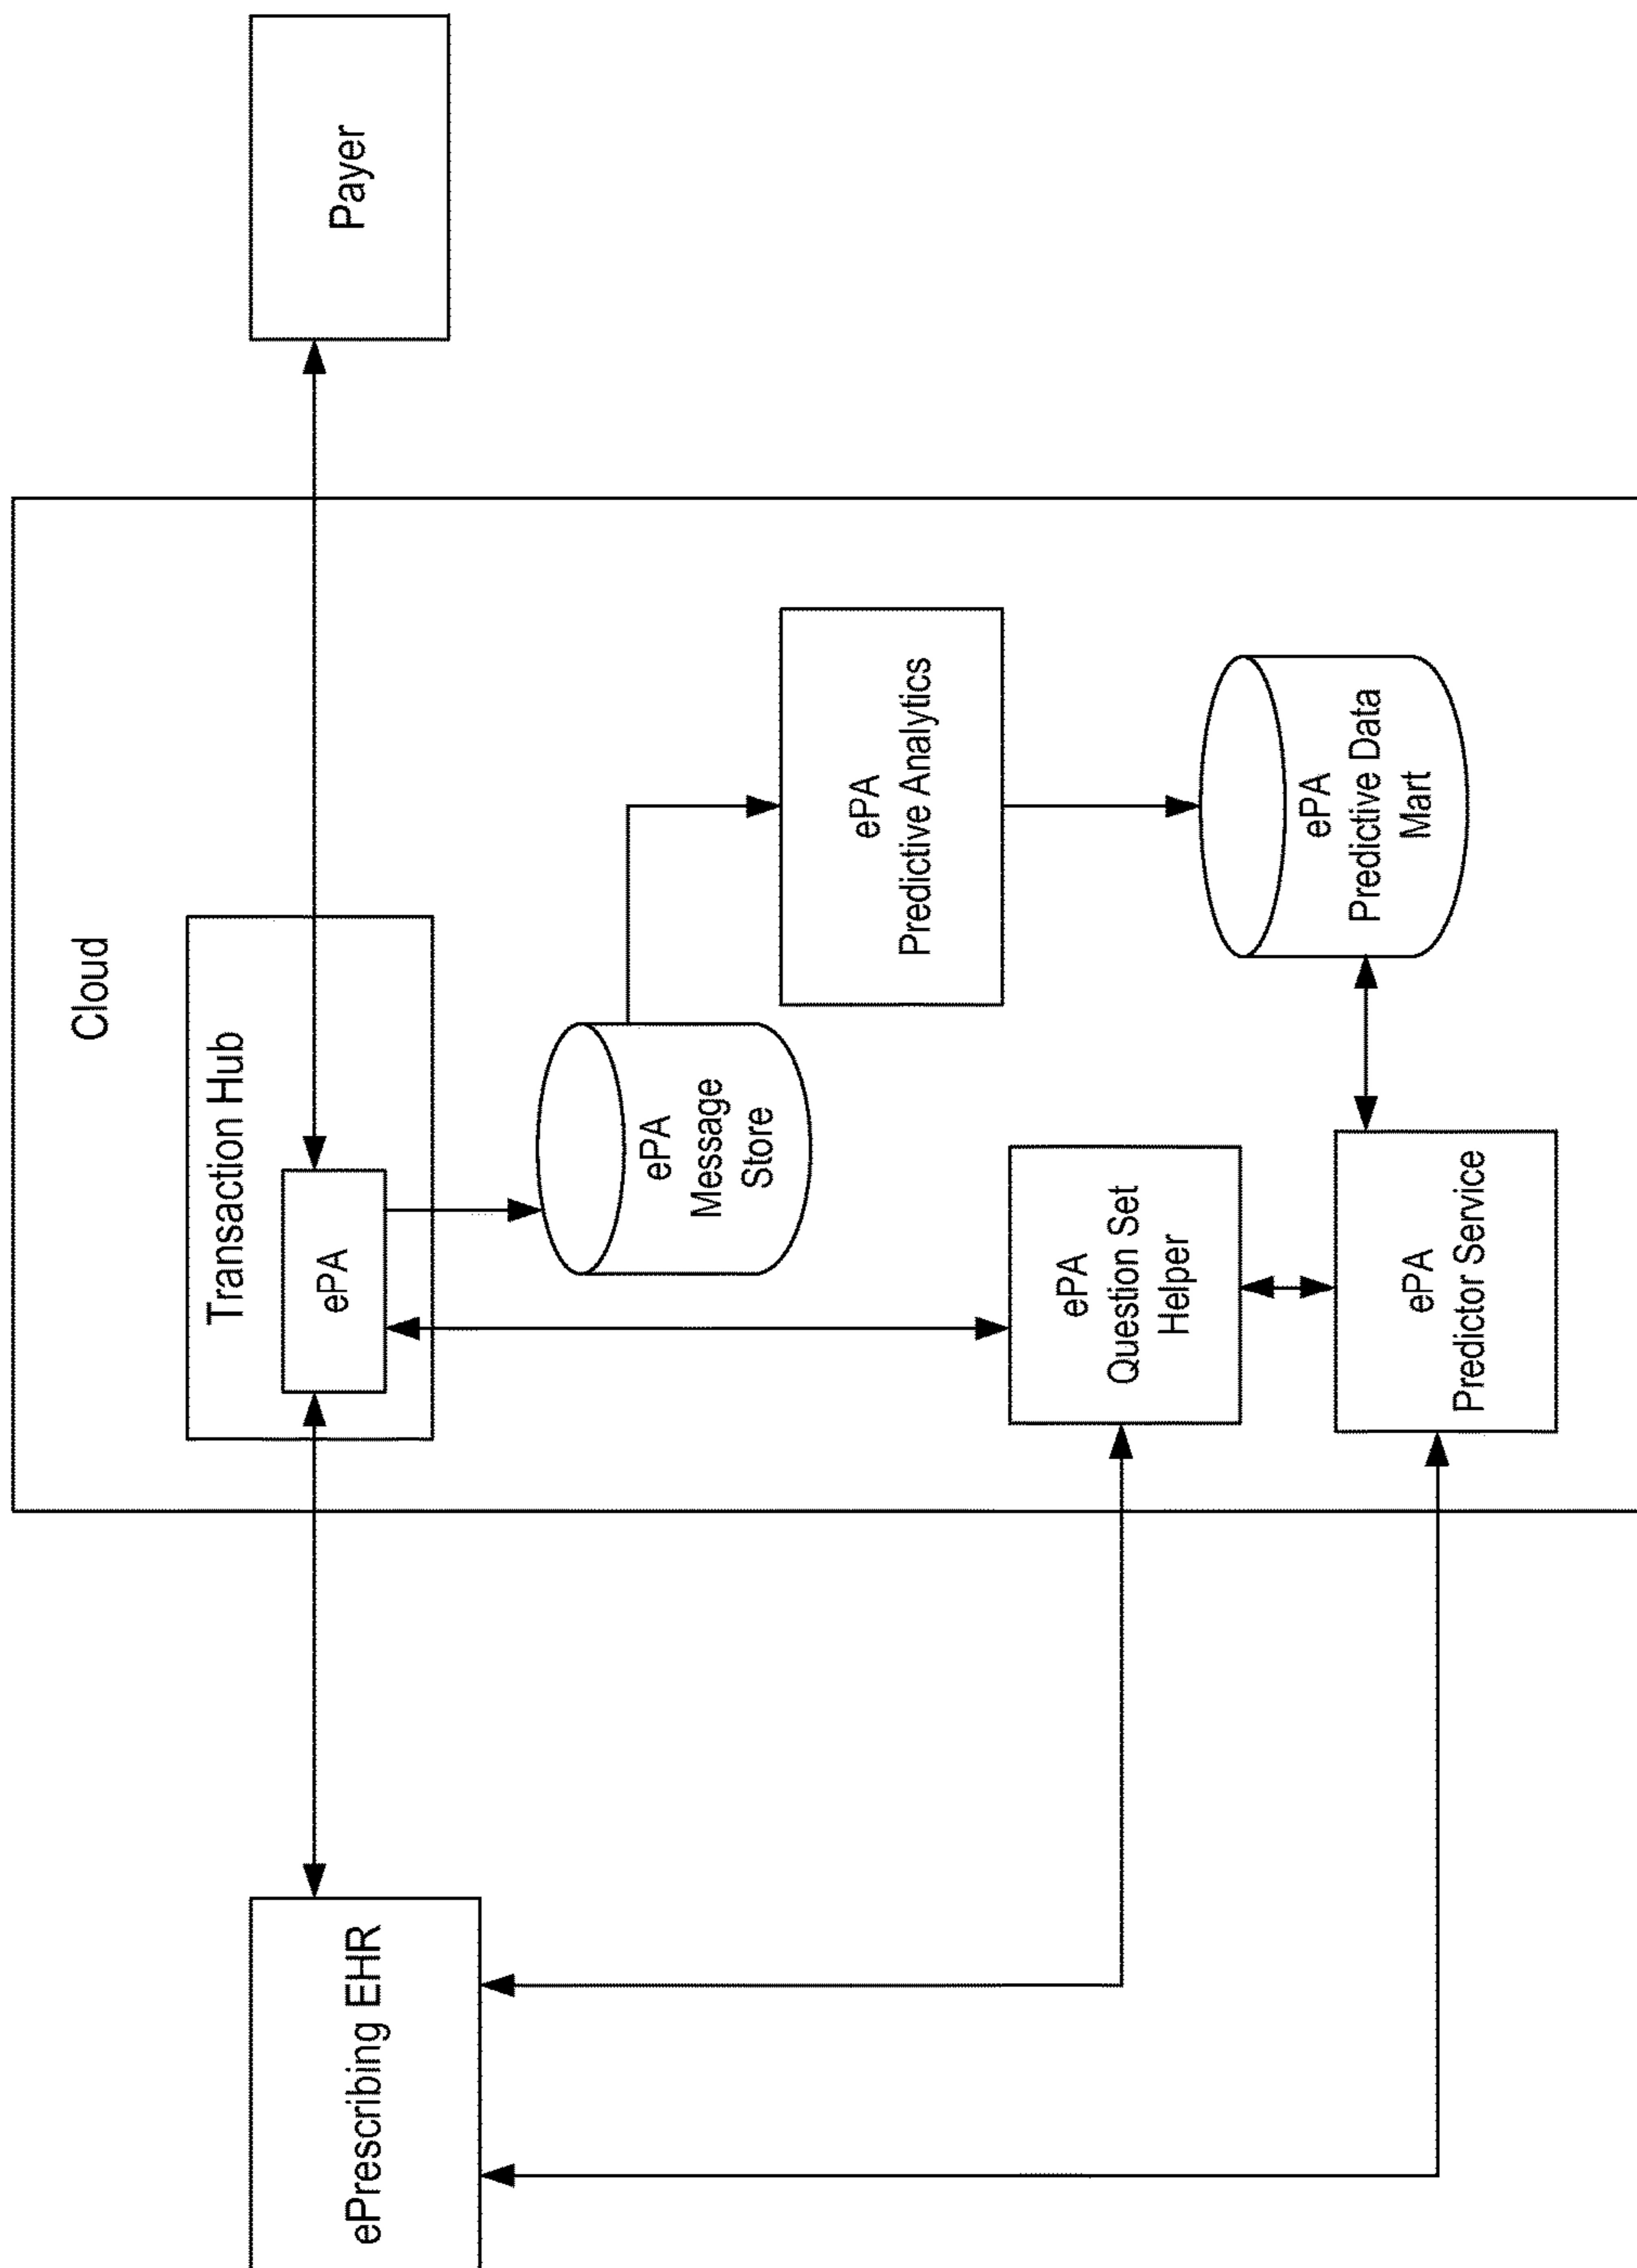 Cloud
ePrescribing EHR
Transaction Hub
ePA
Payer
ePA
Message
Store
ePA
Predictive Analytics
ePA
Question Set
Helper
ePA
Predictor Service
ePA
Predictive Data
Mart